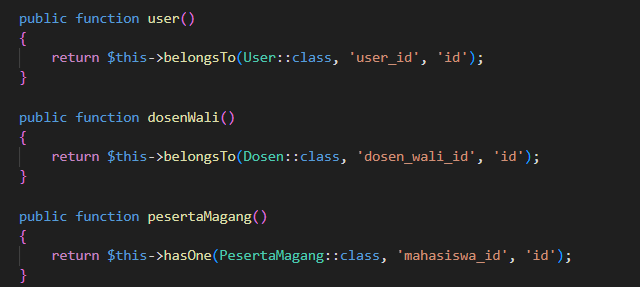 public function user()
{
    return $this->belongsTo(User::class, 'user_id', 'id');
}
public function dosenWali()
{
    return $this->belongsTo(Dosen::class, 'dosen_wali_id', 'id');
}
public function pesertaMagang()
{
    return $this->hasOne(PesertaMagang::class, 'mahasiswa_id', 'id');
}